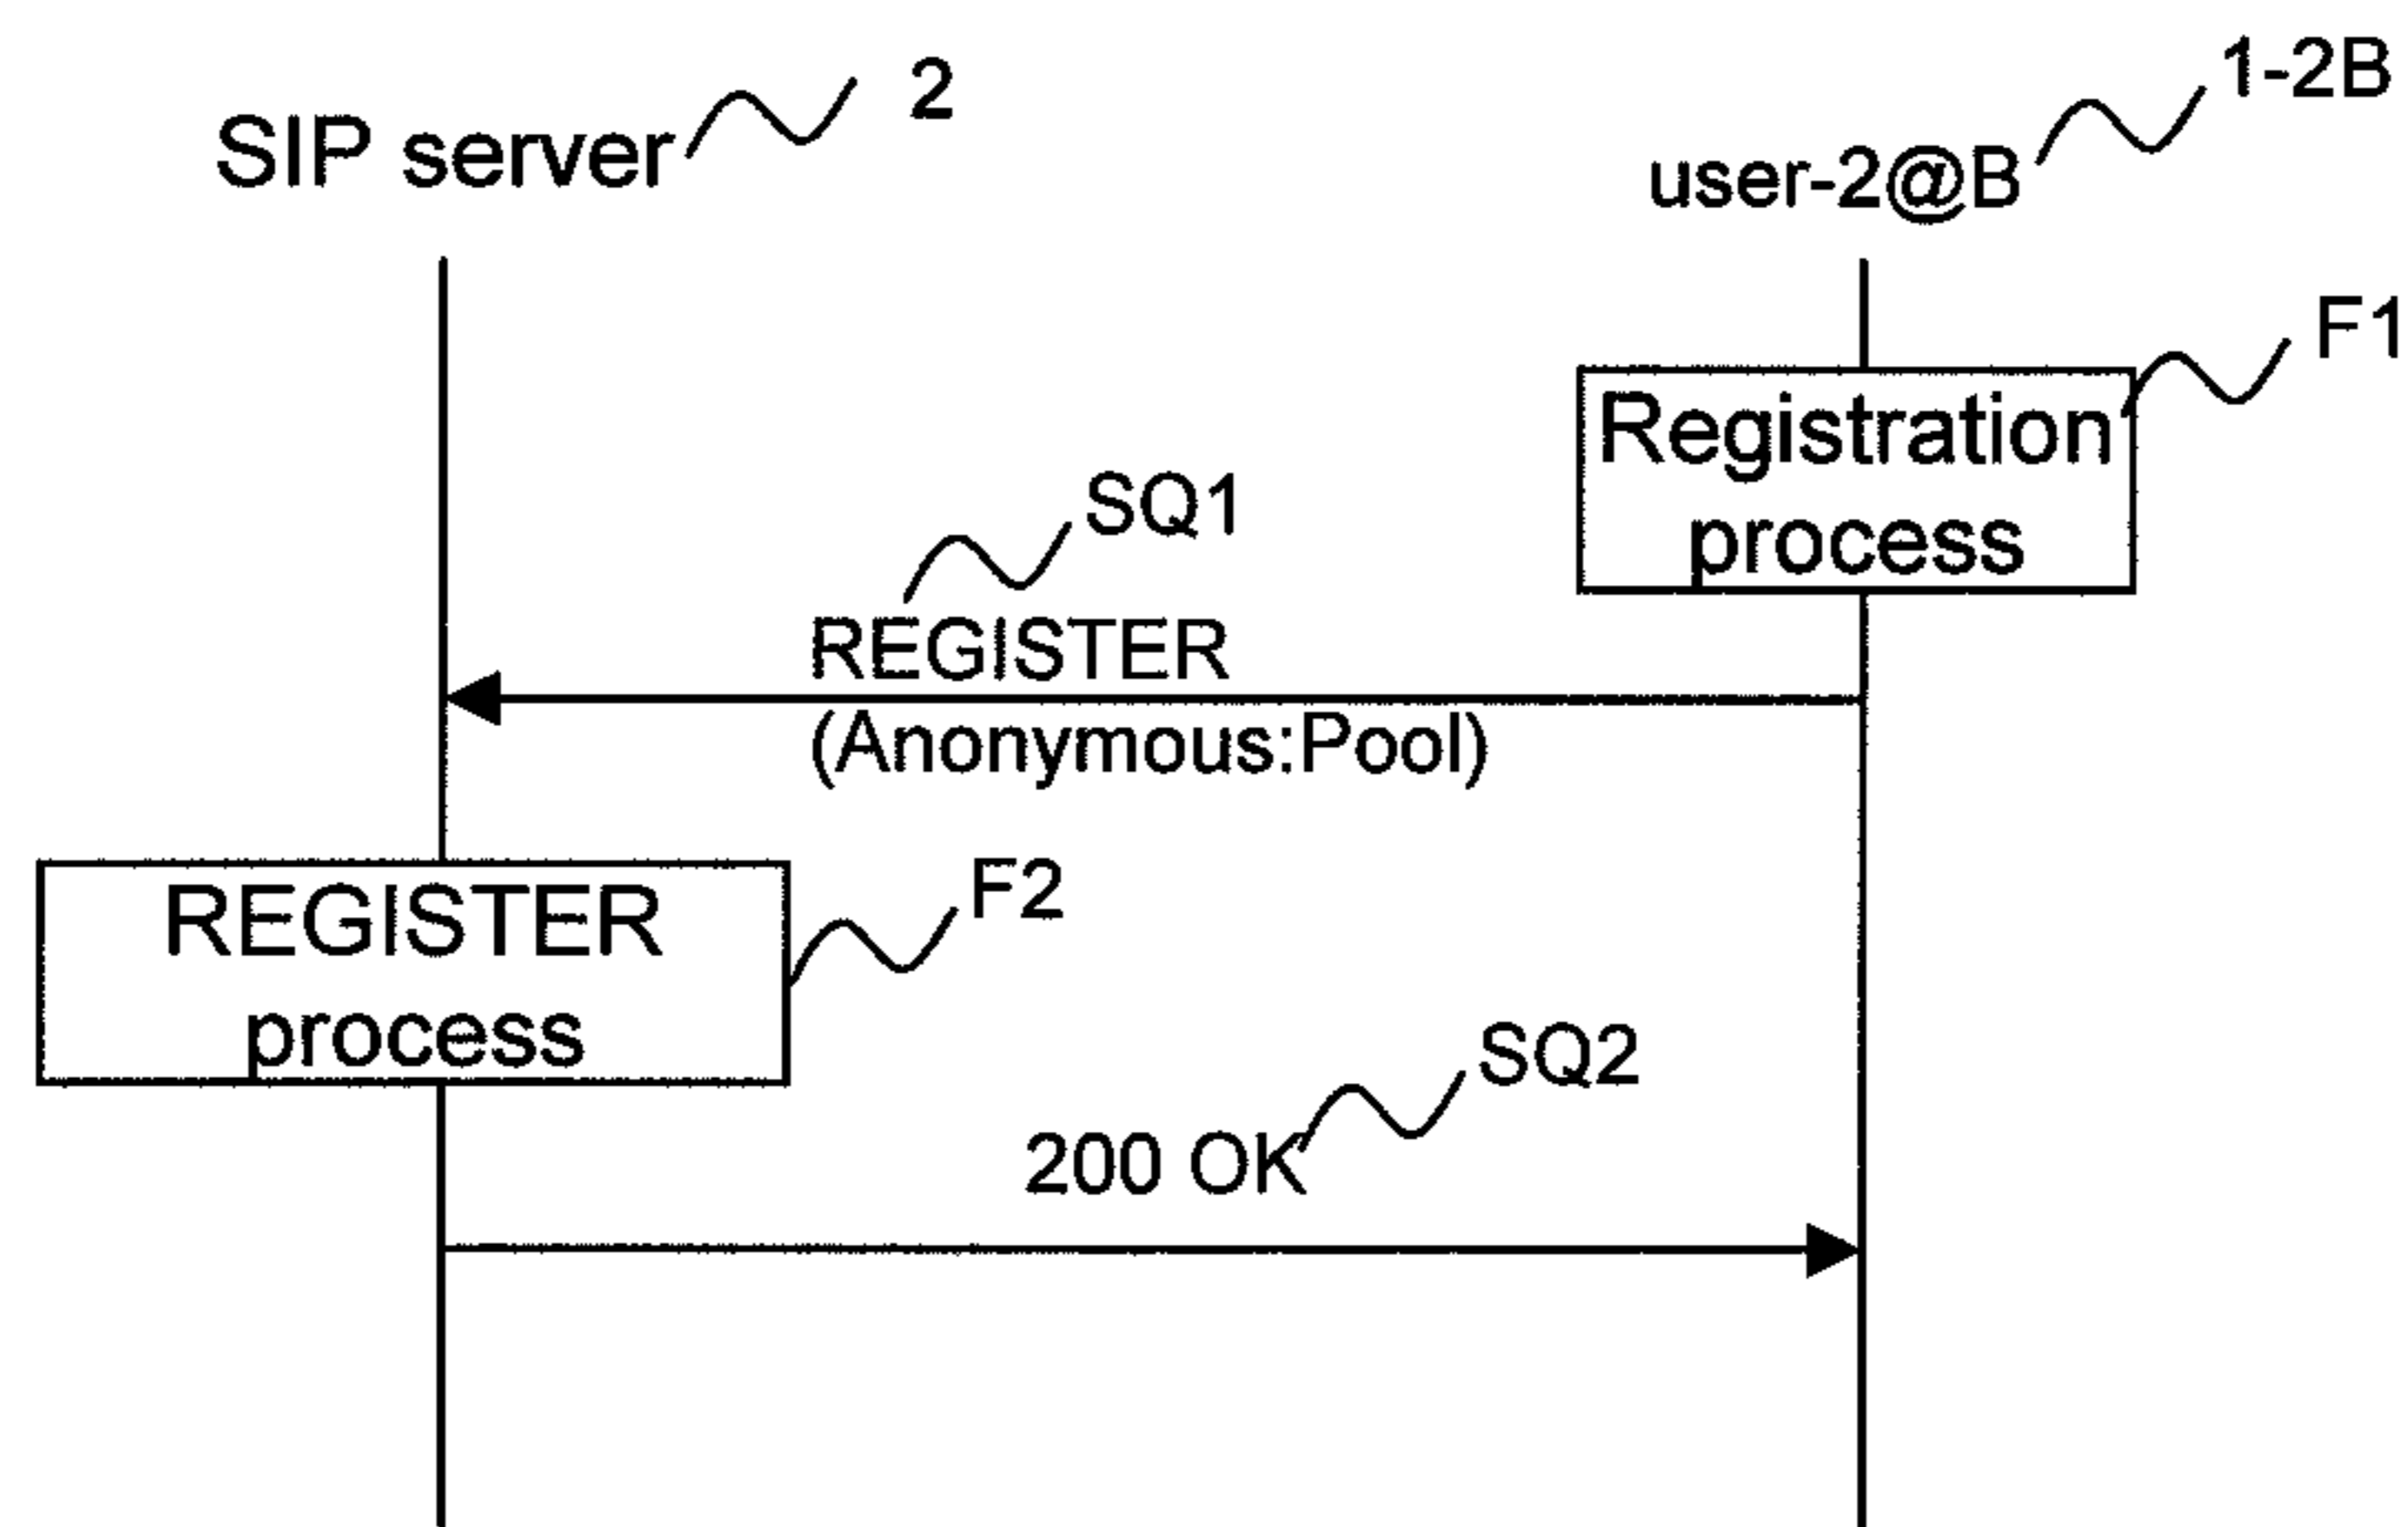 2
SIP server
1-2B
user-2@B
F1
Registration
process
SQ1
REGISTER
(Anonymous:Pool)
F2
REGISTER
process
SQ2
200 OK